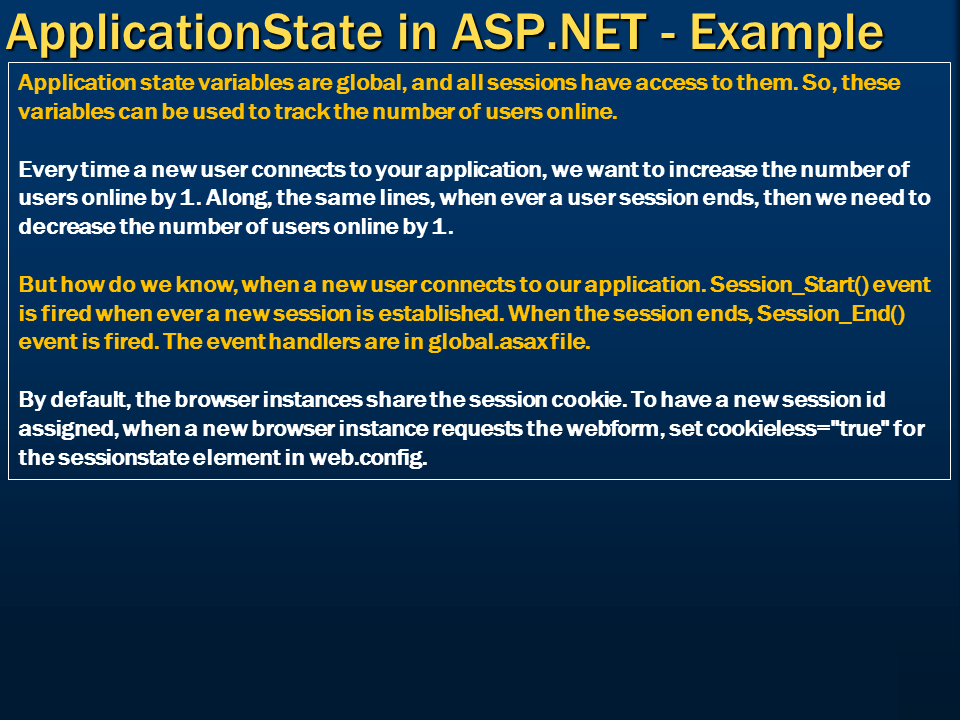 ApplicationState in ASP.NET - Example
Application state variables are global, and all sessions have access to them. So, these
variables can be used to track the number of users online.
Every time a new user connects to your application, we want to increase the number of
users online by 1. Along, the same lines, when ever a user session ends, then we need to
decrease the number of users online by 1.
But how do we know, when a new user connects to our application. Session_Start() event
is fired when ever a new session is established. When the session ends, Session_End()
event is fired. The event handlers are in global.asax file.
By default, the browser instances share the session cookie. To have a new session id
assigned, when a new browser instance requests the webform, set cookieless="true" for
the sessionstate element in web.config.